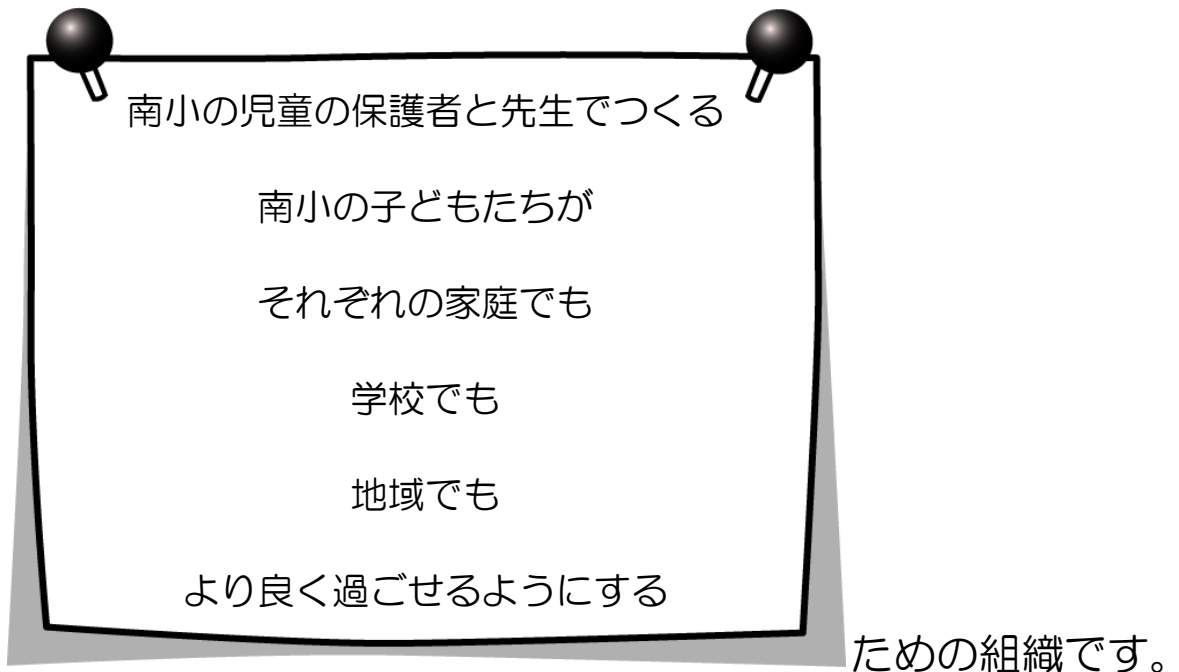 南小の児童の保護者と先生でつくる
南小の子どもたちが
それぞれの家庭でも
学校でも
地域でも
より良く過ごせるようにする
ための組織です。